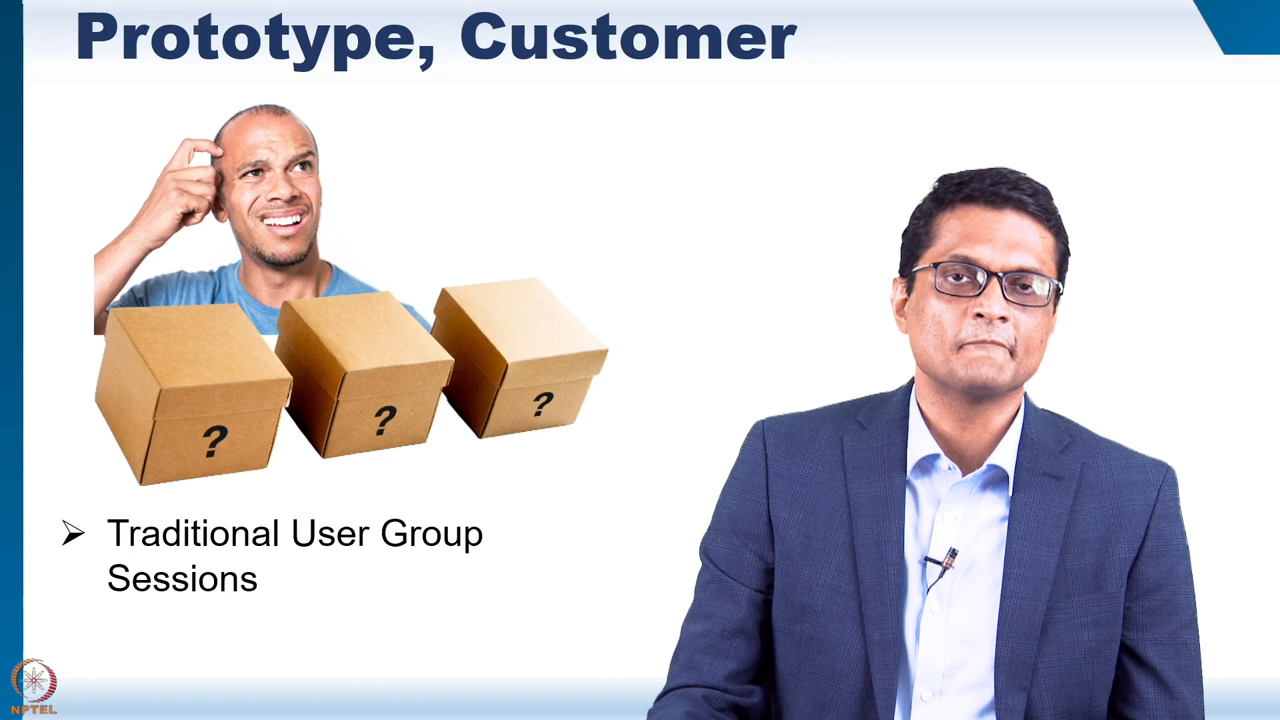 Prototype, Customer
?
?
?
Traditional User Group
Sessions
NPTEL